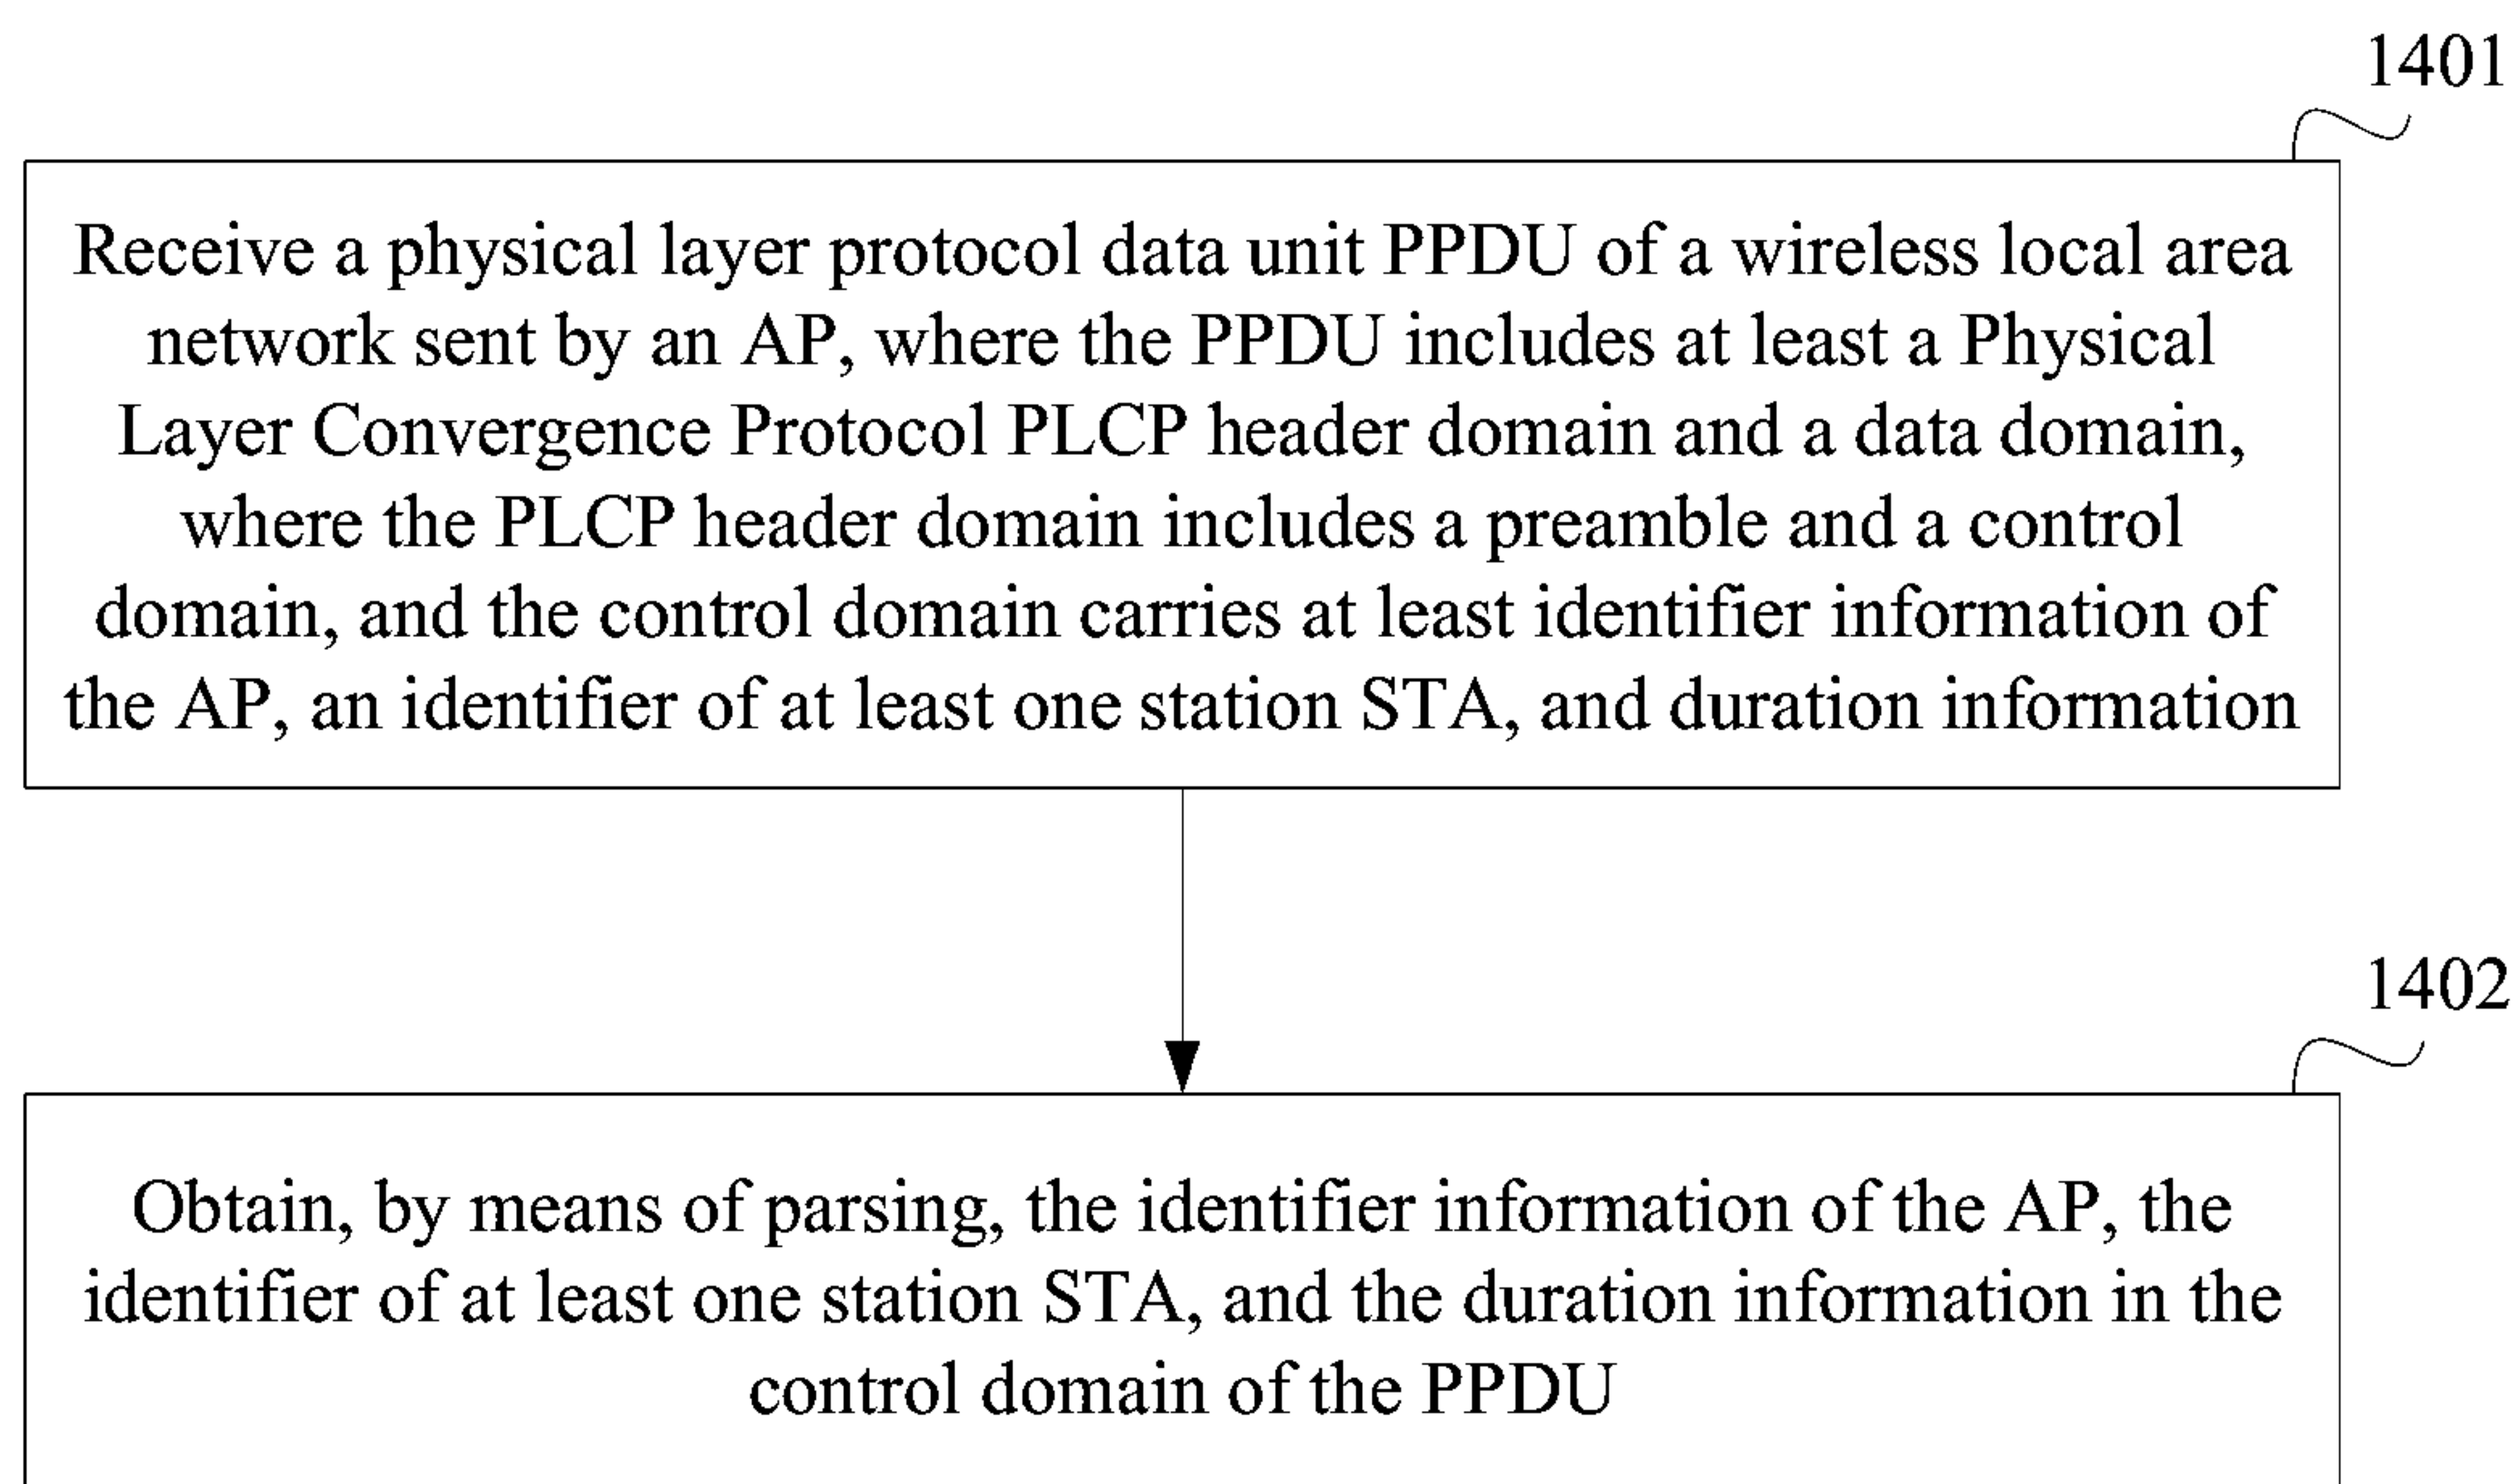 1401
Receive a physical layer protocol data unit PPDU of a wireless local area
network sent by an AP, where the PPDU includes at least a Physical
Layer Convergence Protocol PLCP header domain and a data domain,
where the PLCP header domain includes a preamble and a control
domain, and the control domain carries at least identifier information of
the AP, an identifier of at least one station STA, and duration information
1402
Obtain, by means of parsing, the identifier information of the AP, the
identifier of at least one station STA, and the duration information in the
control domain of the PPDU